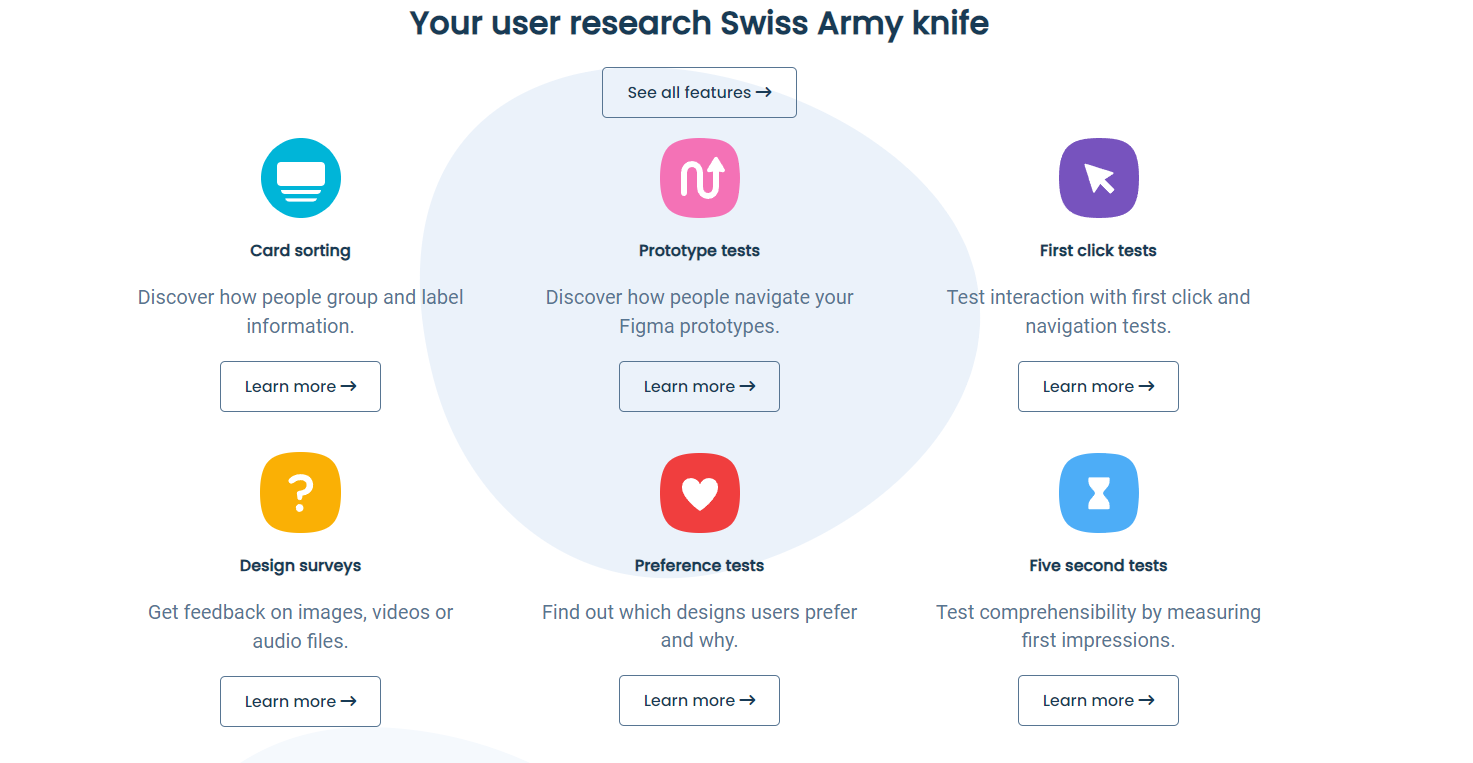 Your user research Swiss Army knife
See all features →
Card sorting
Discover how people group and label
information.
Learn more →
Prototype tests
Discover how people navigate your
Figma prototypes.
Learn more →
First click tests
Test interaction with first click and
navigation tests.
Learn more →
?
Design surveys
Get feedback on images, videos or
audio files.
Learn more →
Preference tests
Find out which designs users prefer
and why.
Learn more →
Five second tests
Test comprehensibility by measuring
first impressions.
Learn more →